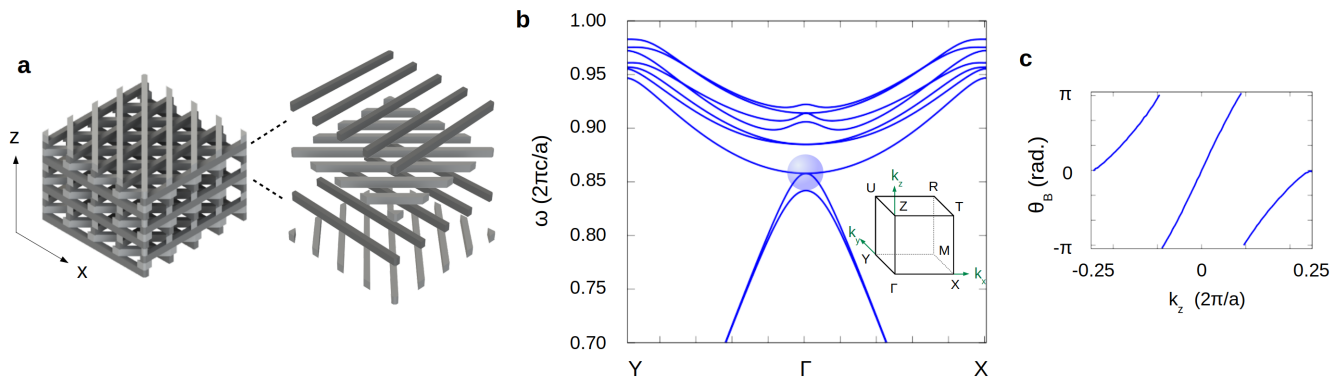 a
z
x
b
ω (2πc/a)
1.00
0.95
0.90
0.85
0.80
0.75
0.70
Y
Γ
X
U
k_z
R
Z
T
k_y
Y
M
k_x
Γ
X
c
θ_B (rad.)
π
0
-π
-0.25
0
0.25
k_z (2π/a)